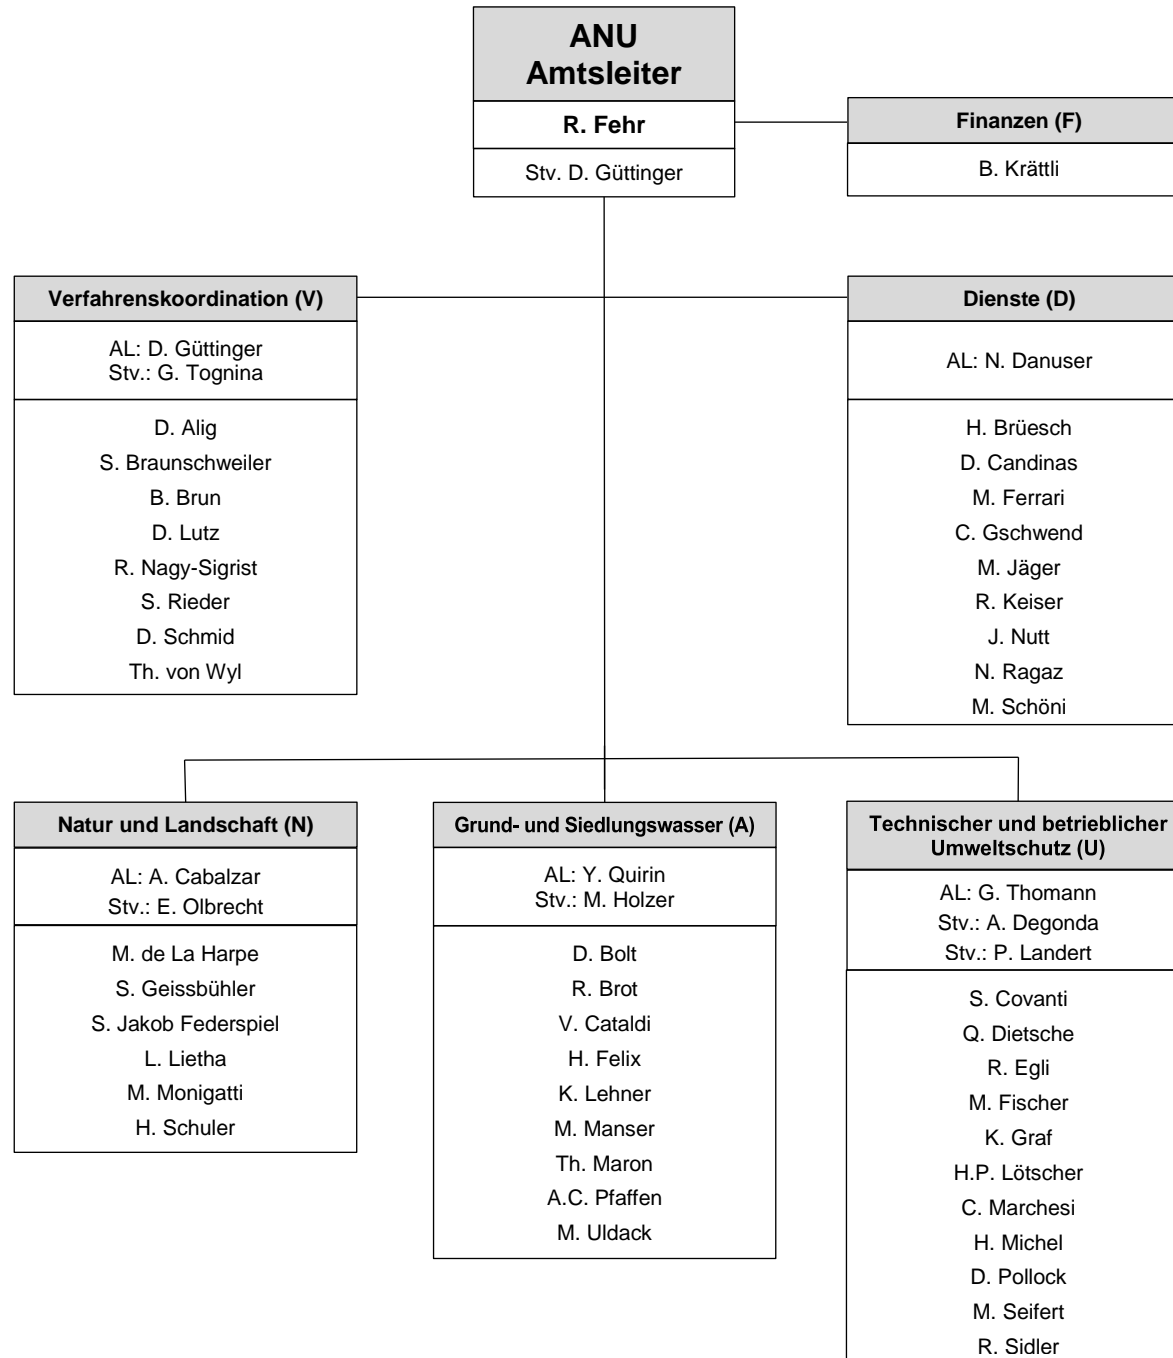 ANU
Amtsleiter
R. Fehr
Stv. D. Güttinger
Finanzen (F)
B. Krättli
Verfahrenskoordination (V)
AL: D. Güttinger
Stv.: G. Tognina
D. Alig
S. Braunschweiler
B. Brun
D. Lutz
R. Nagy-Sigrist
S. Rieder
D. Schmid
Th. von Wyl
Dienste (D)
AL: N. Danuser
H. Brüesch
D. Candinas
M. Ferrari
C. Gschwend
M. Jäger
R. Keiser
J. Nutt
N. Ragaz
M. Schöni
Natur und Landschaft (N)
AL: A. Cabalzar
Stv.: E. Olbrecht
M. de La Harpe
S. Geissbühler
S. Jakob Federspiel
L. Lietha
M. Monigatti
H. Schuler
Grund- und Siedlungswasser (A)
AL: Y. Quirin
Stv.: M. Holzer
D. Bolt
R. Brot
V. Cataldi
H. Felix
K. Lehner
M. Manser
Th. Maron
A.C. Pfaffen
M. Uldack
Technischer und betrieblicher
Umweltschutz (U)
AL: G. Thomann
Stv.: A. Degonda
Stv.: P. Landert
S. Covanti
Q. Dietsche
R. Egli
M. Fischer
K. Graf
H.P. Lötscher
C. Marchesi
H. Michel
D. Pollock
M. Seifert
R. Sidler